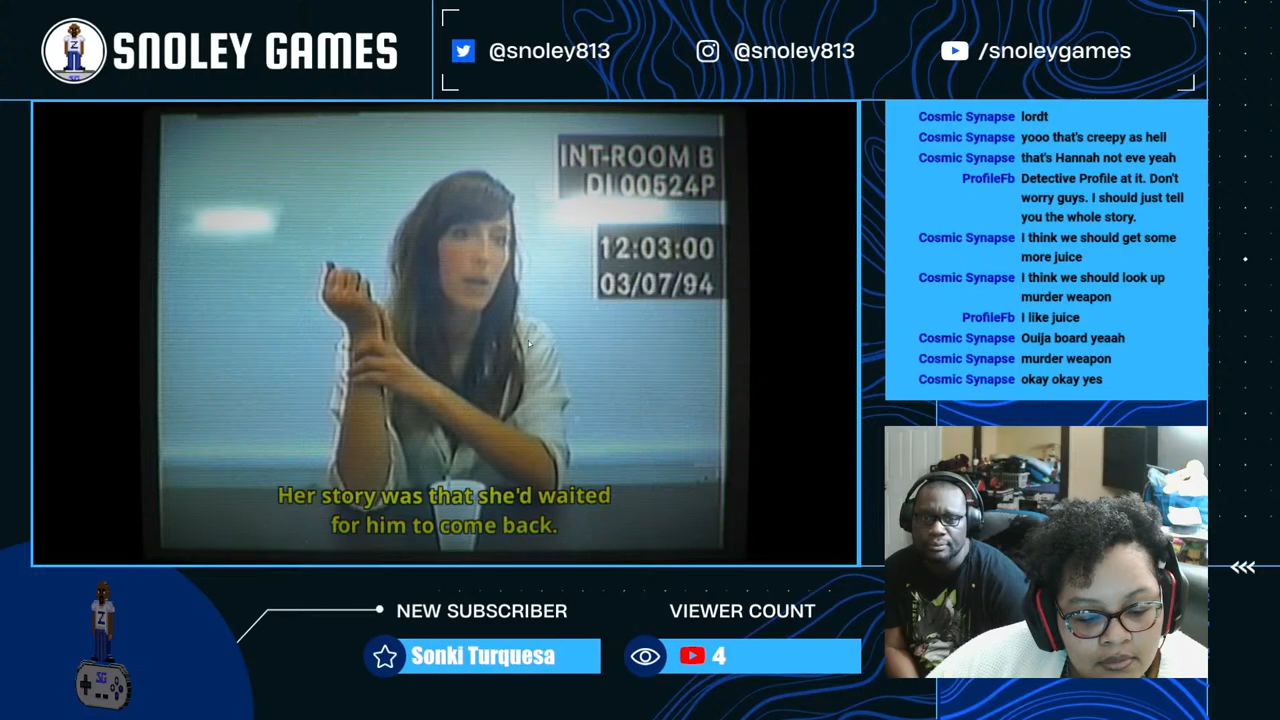 SNOLEY GAMES
@snoley813
@snoley813
/snoleygames
INT-ROOM B
DI 00524P
12:03:00
03/07/94
Her story was that she'd waited
for him to come back.
Cosmic Synapse lordt
Cosmic Synapse yooo that's creepy as hell
Cosmic Synapse that's Hannah not eve yeah
ProfileFb Detective Profile at it. Don't
worry guys. I should just tell
you the whole story.
Cosmic Synapse I think we should get some
more juice
Cosmic Synapse I think we should look up
murder weapon
ProfileFb I like juice
Cosmic Synapse Ouija board yeaah
Cosmic Synapse murder weapon
Cosmic Synapse okay okay yes
NEW SUBSCRIBER
Sonki Turquesa
VIEWER COUNT
4
Z
SG
Z
SG